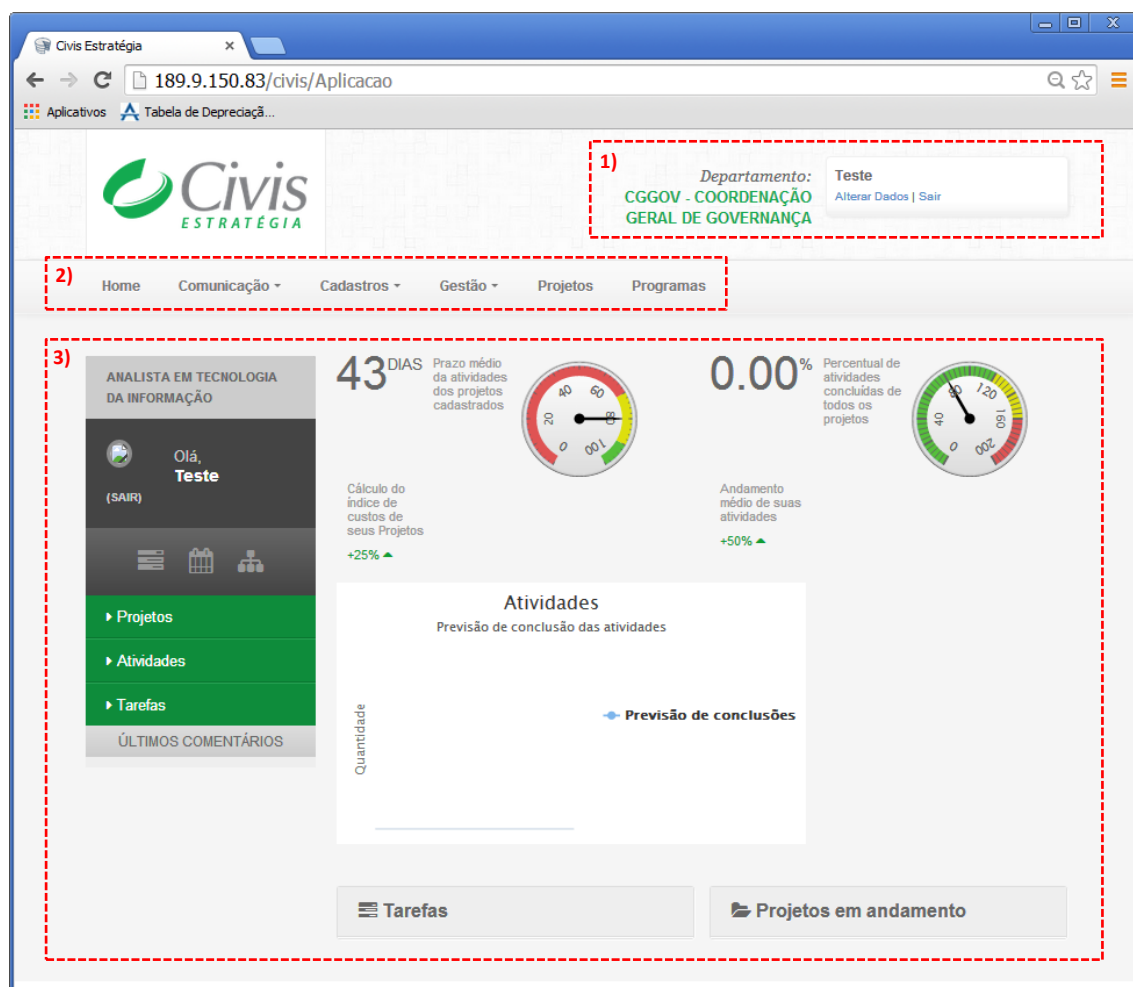 Civis Estratégia
189.9.150.83/civis/Aplicacao
Aplicativos Tabela de Depreciaçã...
Civis
ESTRATÉGIA
1)
Departamento:
CGGOV - COORDENAÇÃO
GERAL DE GOVERNANÇA
Teste
Alterar Dados | Sair
2)
Home Comunicação Cadastros Gestão Projetos Programas
3)
ANALISTA EM TECNOLOGIA
DA INFORMAÇÃO
Olá,
Teste
(SAIR)
Projetos
Atividades
Tarefas
ÚLTIMOS COMENTÁRIOS
43 DIAS
Prazo médio
da atividades
dos projetos
cadastrados
0 20 40 60 80 100
0.00 %
Percentual de
atividades
concluídas de
todos os
projetos
0 40 80 120 160 200
Cálculo do
índice de
custos de
seus Projetos
+25%
Andamento
médio de suas
atividades
+50%
Atividades
Previsão de conclusão das atividades
Quantidade
Previsão de conclusões
Tarefas
Projetos em andamento